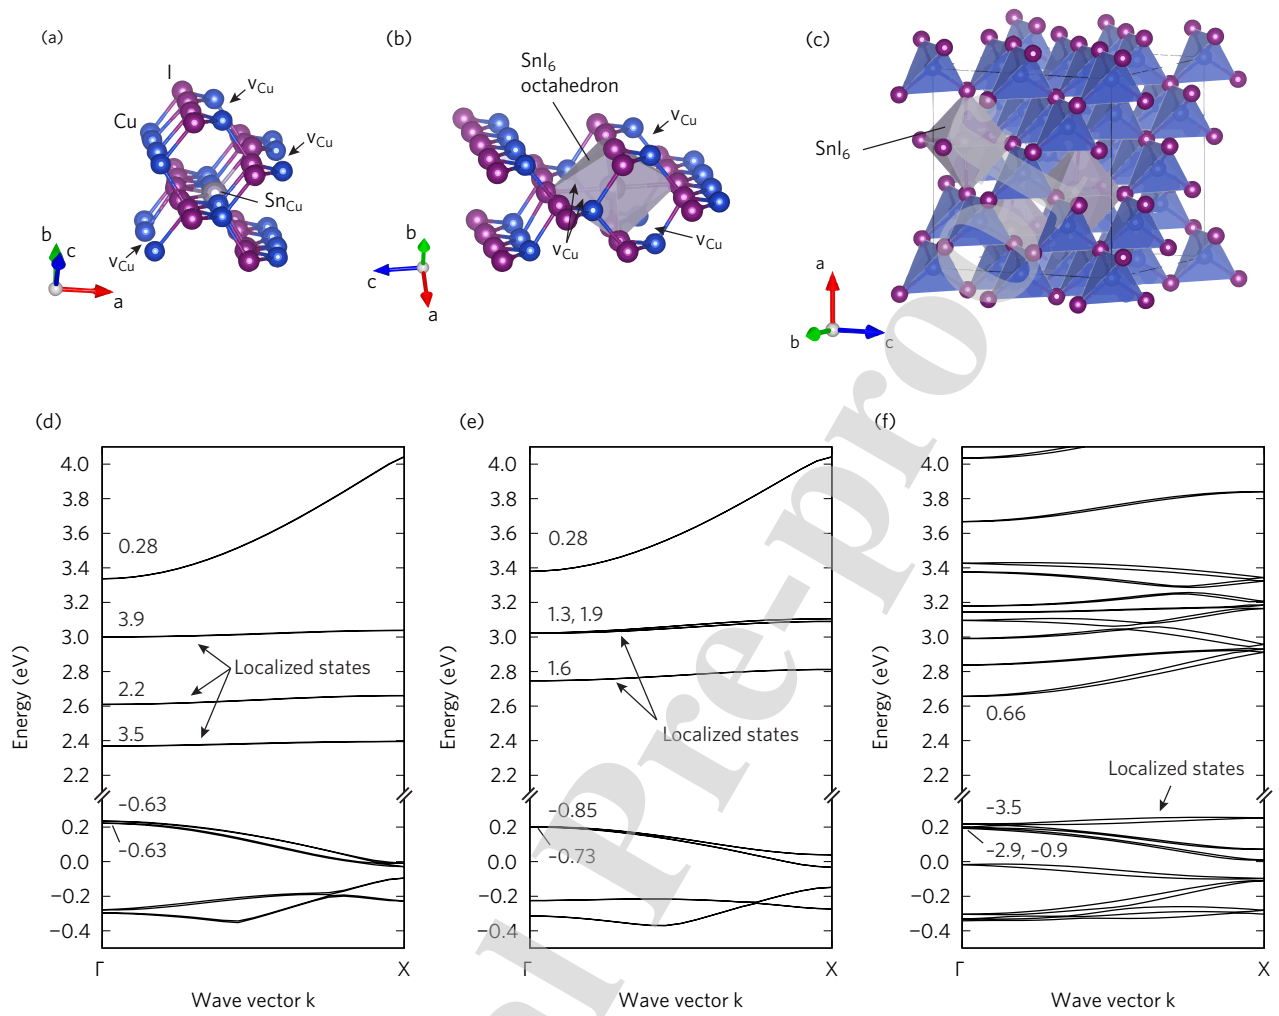 (a)
I
vCu
Cu
vCu
SnCu
vCu
b
c
a
(b)
SnI6
octahedron
vCu
vCu
vCu
b
c
a
(c)
SnI6
a
b
c
(d)
4.0
3.8
3.6
3.4
3.2
3.0
2.8
2.6
2.4
2.2
0.2
0.0
−0.2
−0.4
Energy (eV)
0.28
3.9
Localized states
2.2
3.5
−0.63
−0.63
Γ
X
Wave vector k
(e)
4.0
3.8
3.6
3.4
3.2
3.0
2.8
2.6
2.4
2.2
0.2
0.0
−0.2
−0.4
Energy (eV)
0.28
1.3, 1.9
1.6
Localized states
−0.85
−0.73
Γ
X
Wave vector k
(f)
4.0
3.8
3.6
3.4
3.2
3.0
2.8
2.6
2.4
2.2
0.2
0.0
−0.2
−0.4
Energy (eV)
0.66
Localized states
−3.5
−2.9, −0.9
Γ
X
Wave vector k
al Pre-proo